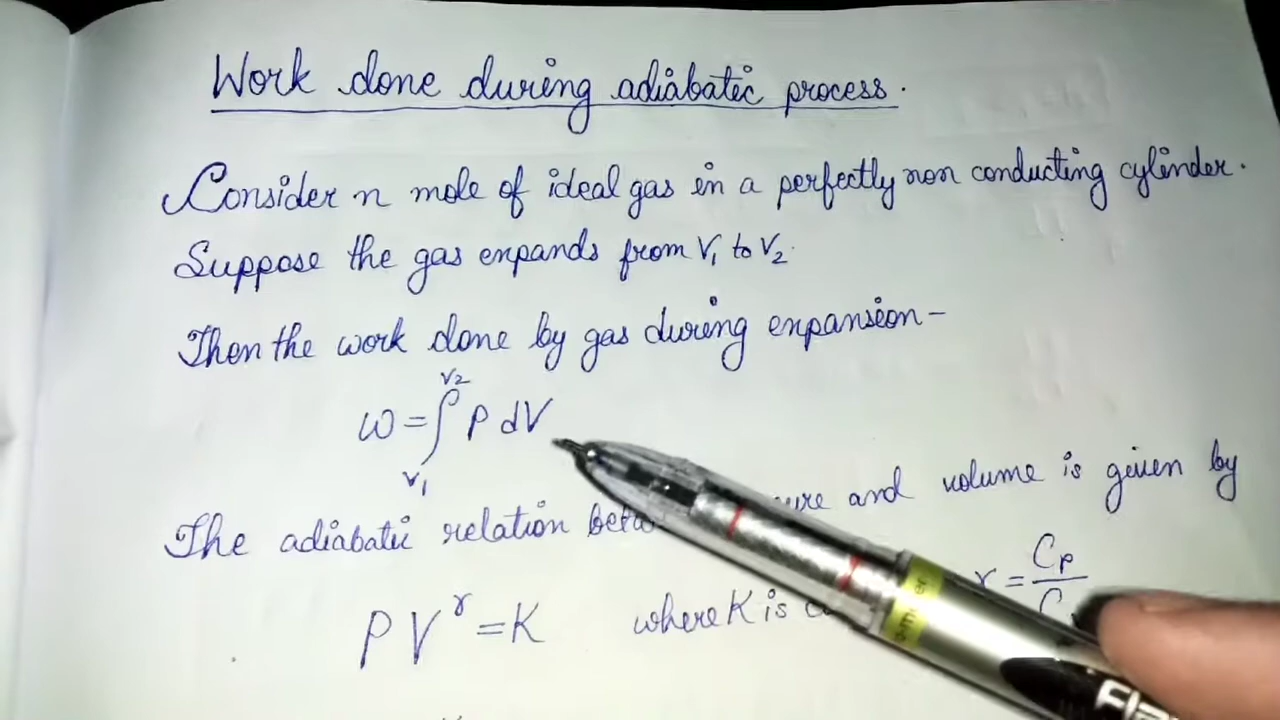 Work done during adiabatic process.
Consider n mole of ideal gas in a perfectly non conducting cylinder.
Suppose the gas expands from V₁ to V₂.
Then the work done by gas during expansion-
W = ∫ P dV
V₂
V₁
The adiabatic relation and volume is given by
PV^γ = K where K is γ = Cp/C